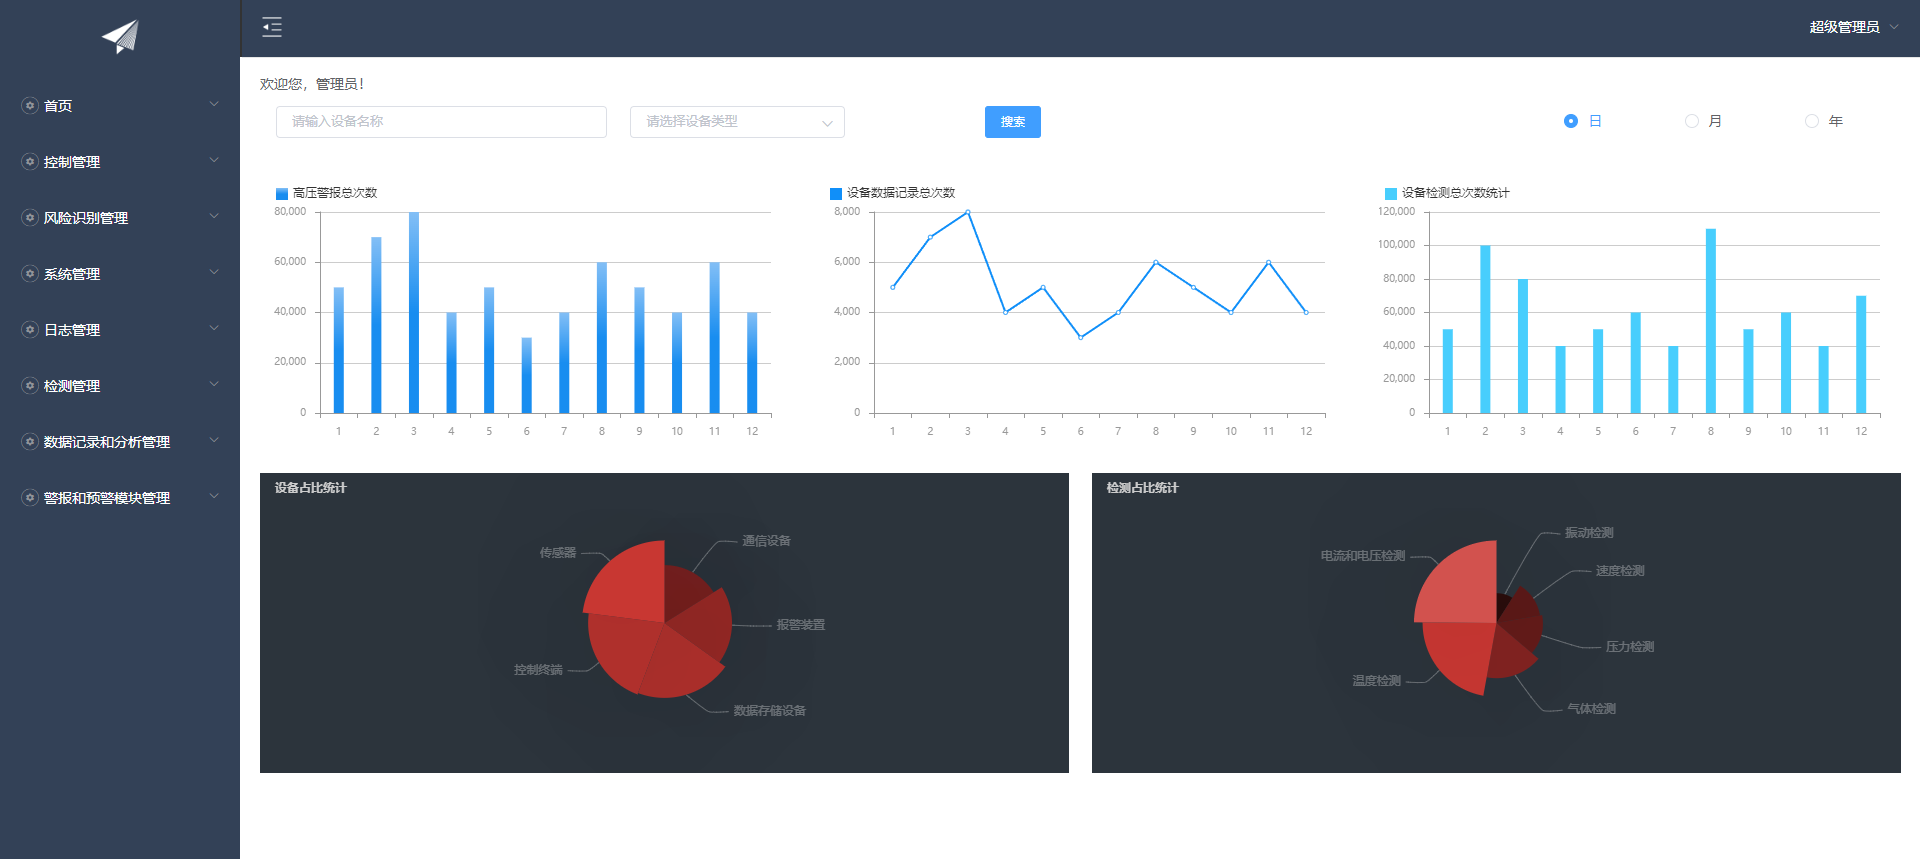 超级管理员
首页
控制管理
风险识别管理
系统管理
日志管理
检测管理
数据记录和分析管理
警报和预警模块管理
欢迎您，管理员！
请输入设备名称
请选择设备类型
搜索
日
月
年
高压警报总次数
80,000
60,000
40,000
20,000
0
1 2 3 4 5 6 7 8 9 10 11 12
设备数据记录总次数
8,000
6,000
4,000
2,000
0
1 2 3 4 5 6 7 8 9 10 11 12
设备检测总次数统计
120,000
100,000
80,000
60,000
40,000
20,000
0
1 2 3 4 5 6 7 8 9 10 11 12
设备占比统计
通信设备
传感器
报警装置
控制终端
数据存储设备
检测占比统计
振动检测
电流和电压检测
速度检测
压力检测
温度检测
气体检测